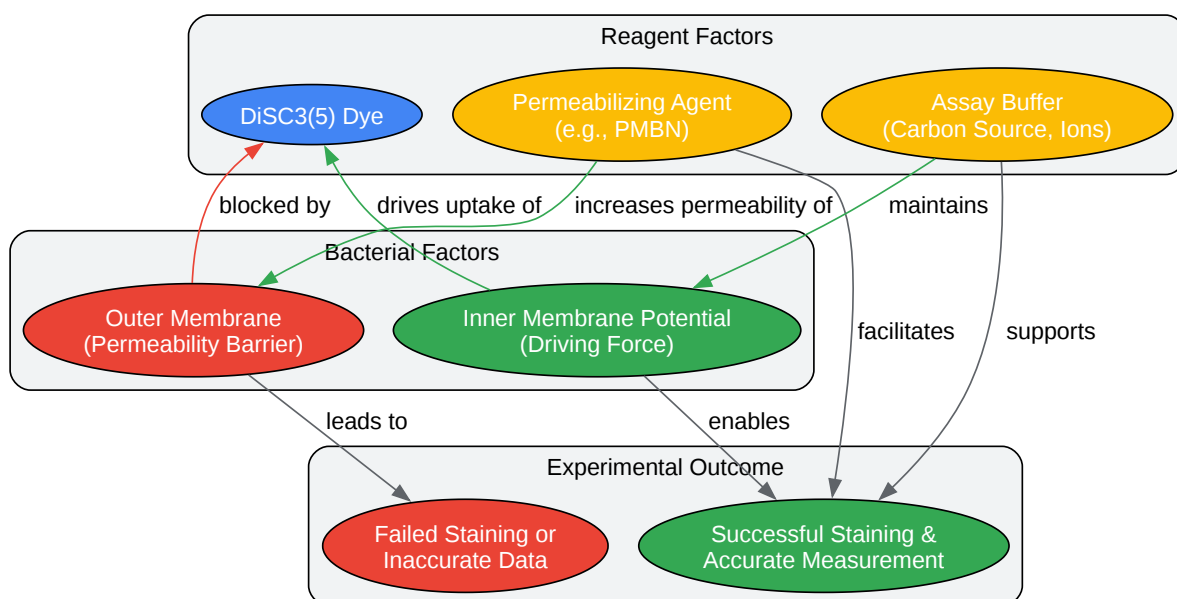 Reagent Factors
DiSC3(5) Dye
Permeabilizing Agent
(e.g., PMBN)
Assay Buffer
(Carbon Source, Ions)
blocked by
drives uptake of
increases permeability of
maintains
Bacterial Factors
Outer Membrane
(Permeability Barrier)
Inner Membrane Potential
(Driving Force)
facilitates
supports
leads to
enables
Experimental Outcome
Failed Staining or
Inaccurate Data
Successful Staining &
Accurate Measurement